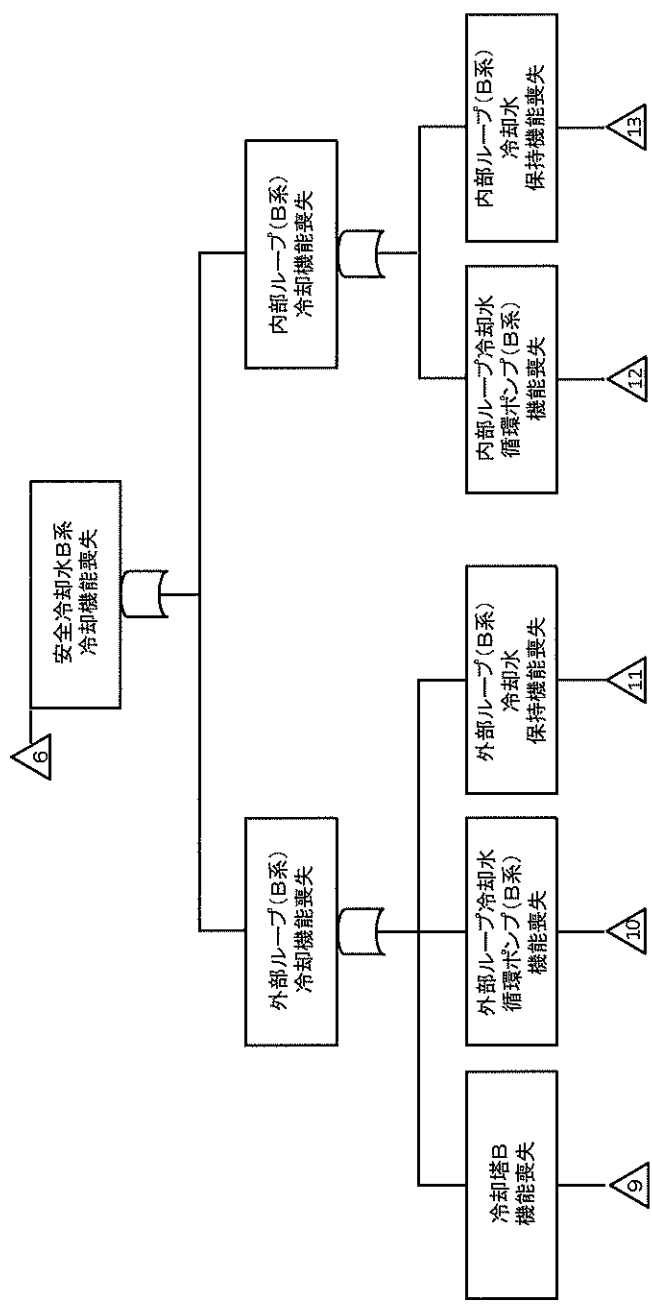 6
安全冷却水B系
冷却機能喪失
外部ループ(B系)
冷却機能喪失
内部ループ(B系)
冷却機能喪失
冷却塔B
機能喪失
外部ループ冷却水
循環ポンプ(B系)
機能喪失
外部ループ(B系)
冷却水
保持機能喪失
内部ループ冷却水
循環ポンプ(B系)
機能喪失
内部ループ(B系)
冷却水
保持機能喪失
9
10
11
12
13